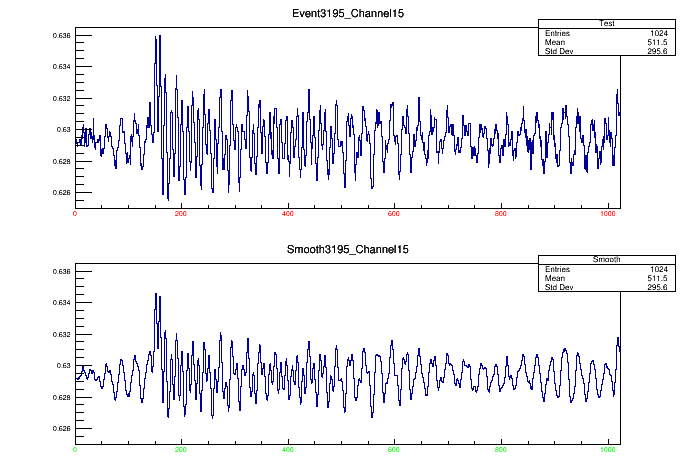 Event3195_Channel15
Test
Entries 1024
Mean 511.5
Std Dev 295.6
0.636
0.634
0.632
0.63
0.628
0.626
0 200 400 600 800 1000
Smooth3195_Channel15
Smooth
Entries 1024
Mean 511.5
Std Dev 295.6
0.636
0.634
0.632
0.63
0.628
0.626
0 200 400 600 800 1000